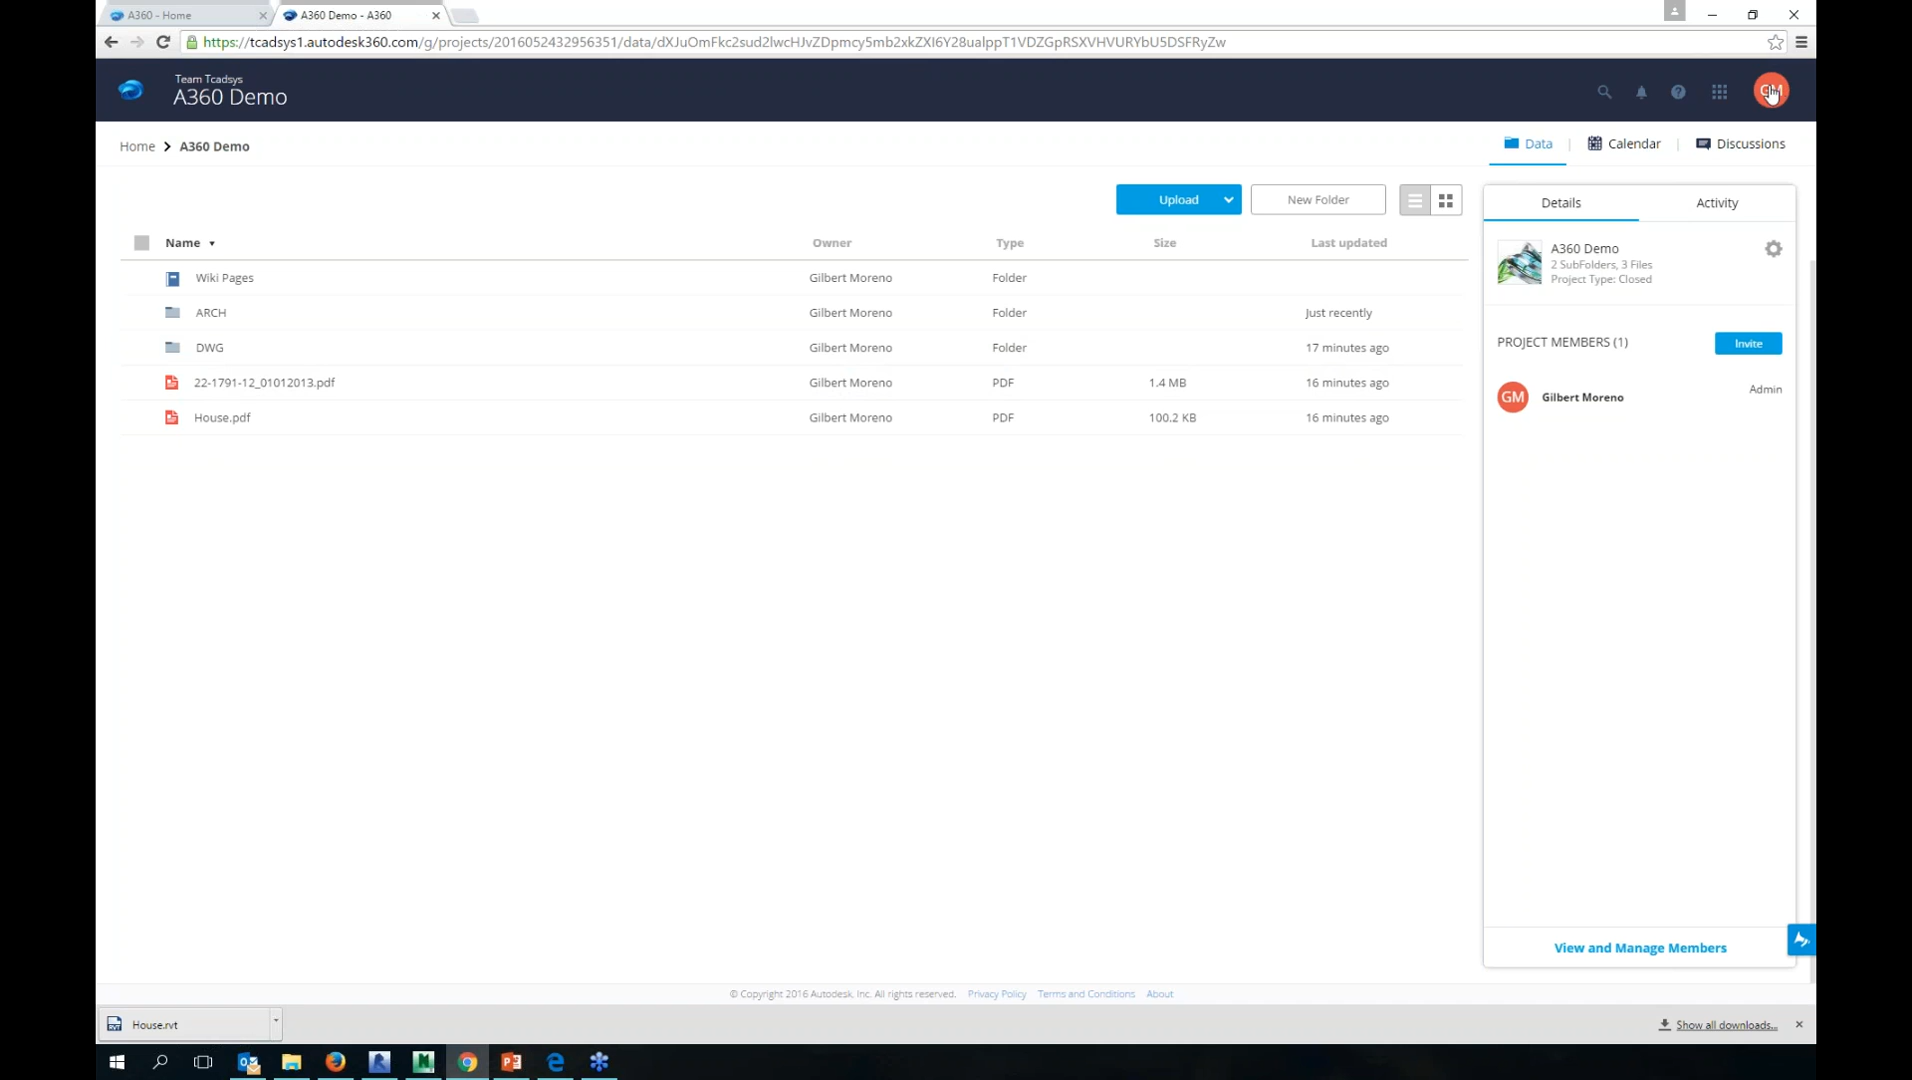 A360 - Home
A360 Demo - A360
https://tcadsys1.autodesk360.com/g/projects/2016052432956351/data/dXJuOmFkc2sud2lwcHJvZDpmcy5mb2xkZXI6Y28ualppT1VDZGpRSXVHVURYbU5DSFRyZw
Team Tcadsys
A360 Demo
Home A360 Demo
Data | Calendar | Discussions
Upload New Folder
Name Owner Type Size Last updated
Wiki Pages Gilbert Moreno Folder
ARCH Gilbert Moreno Folder Just recently
DWG Gilbert Moreno Folder 17 minutes ago
22-1791-12_01012013.pdf Gilbert Moreno PDF 1.4 MB 16 minutes ago
House.pdf Gilbert Moreno PDF 100.2 KB 16 minutes ago
Details Activity
A360 Demo
2 SubFolders, 3 Files
Project Type: Closed
PROJECT MEMBERS (1) Invite
GM Gilbert Moreno Admin
View and Manage Members
© Copyright 2016 Autodesk, Inc. All rights reserved. Privacy Policy Terms and Conditions About
House.rvt
Show all downloads...